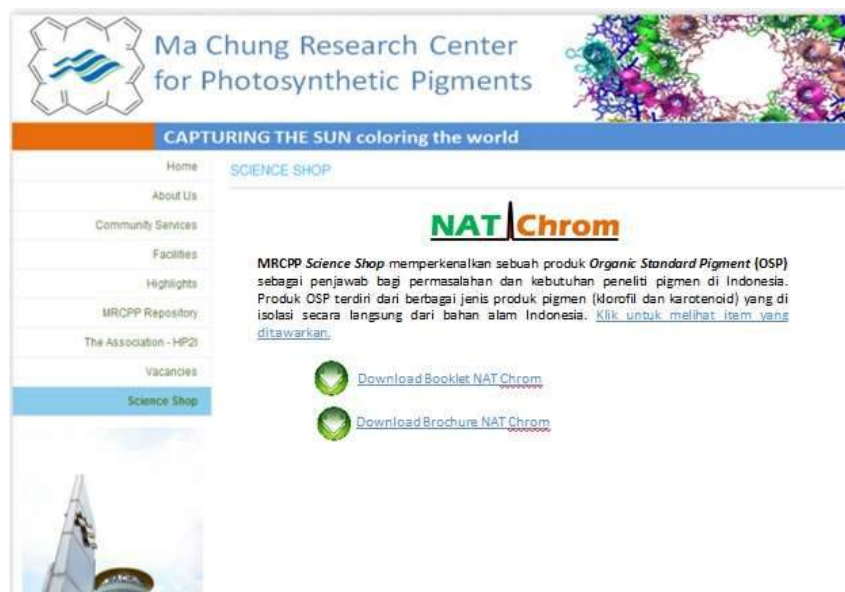 Ma Chung Research Center
for Photosynthetic Pigments
CAPTURING THE SUN coloring the world
Home
About Us
Community Services
Facilities
Highlights
MRCPP Repository
The Association - HP2I
Vacancies
Science Shop
SCIENCE SHOP
NAT Chrom
MRCPP Science Shop memperkenalkan sebuah produk Organic Standard Pigment (OSP)
sebagai penjawab bagi permasalahan dan kebutuhan peneliti pigmen di Indonesia.
Produk OSP terdiri dari berbagai jenis produk pigmen (klorofil dan karotenoid) yang di
isolasi secara langsung dari bahan alam Indonesia. Klik untuk melihat item yang
ditawarkan.
Download Booklet NAT Chrom
Download Brochure NAT Chrom